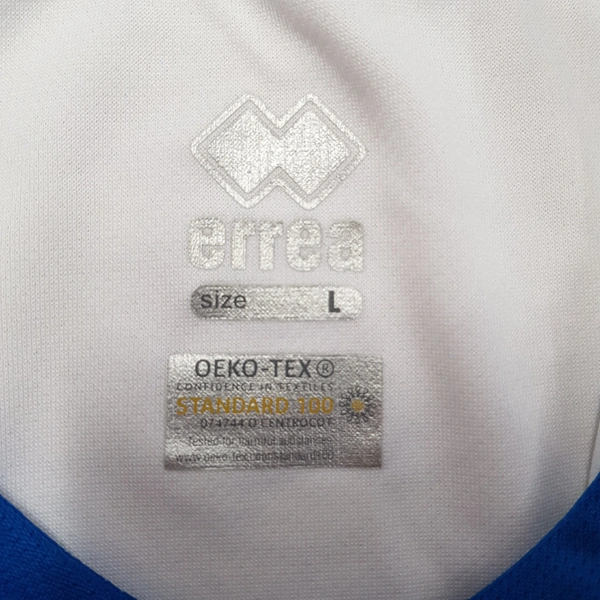 errea
size L
OEKO-TEX®
CONFIDENCE IN TEXTILES
STANDARD 100
074744.O CENTROCOT
Tested for harmful substances
www.oeko-tex.com/standard100